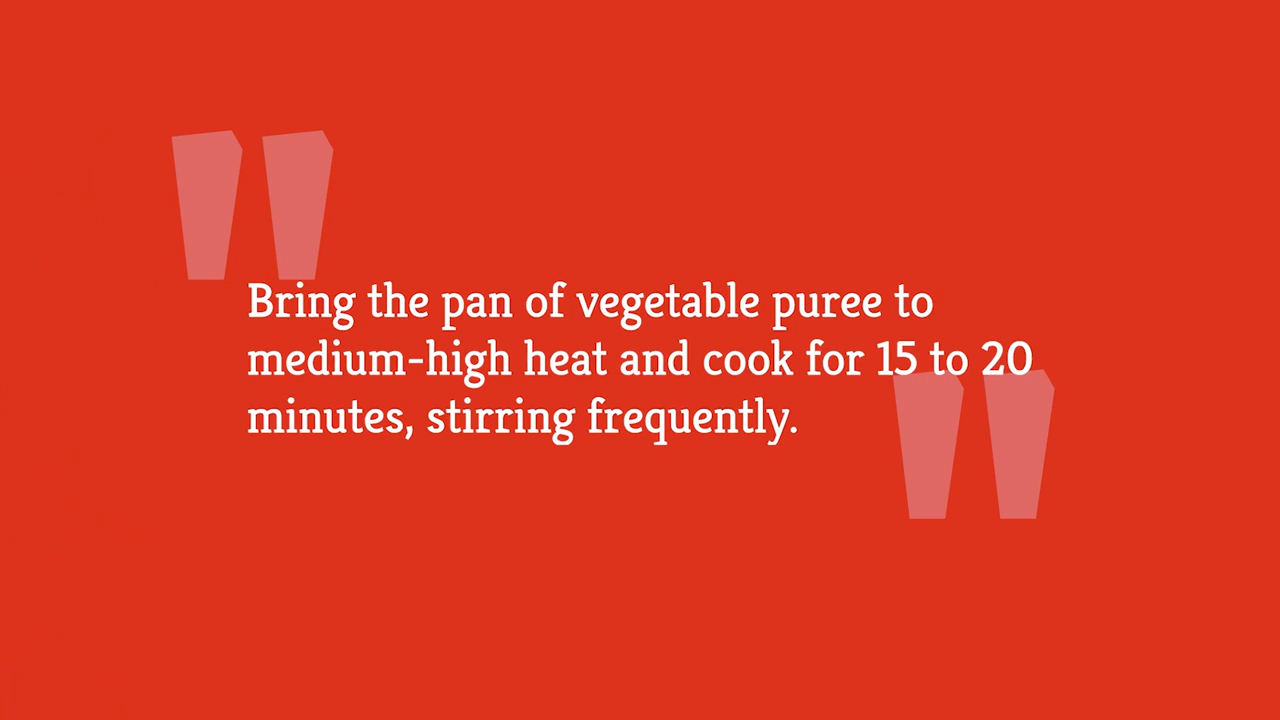 Bring the pan of vegetable puree to
medium-high heat and cook for 15 to 20
minutes, stirring frequently.